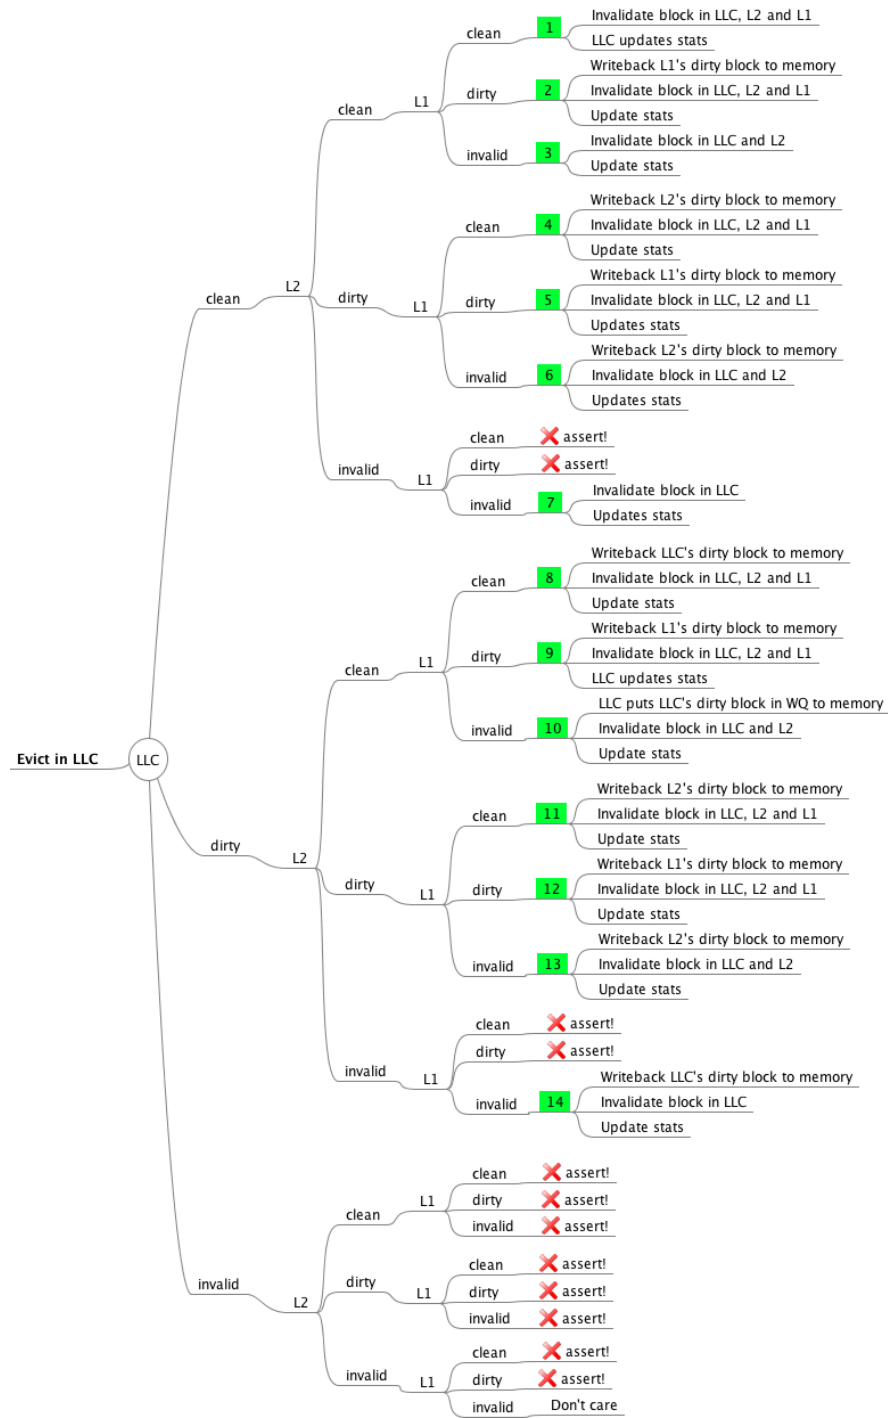 Invalidate block in LLC, L2 and L1
clean 1
LLC updates stats
Writeback L1's dirty block to memory
clean L1 dirty 2 Invalidate block in LLC, L2 and L1
Update stats
Invalidate block in LLC and L2
invalid 3
Update stats
Writeback L2's dirty block to memory
clean 4 Invalidate block in LLC, L2 and L1
Update stats
Writeback L1's dirty block to memory
clean L2 dirty L1 dirty 5 Invalidate block in LLC, L2 and L1
Updates stats
Writeback L2's dirty block to memory
invalid 6 Invalidate block in LLC and L2
Updates stats
clean assert!
invalid L1 dirty assert!
Invalidate block in LLC
invalid 7
Updates stats
Writeback LLC's dirty block to memory
clean 8 Invalidate block in LLC, L2 and L1
Update stats
Writeback L1's dirty block to memory
clean L1 dirty 9 Invalidate block in LLC, L2 and L1
LLC updates stats
LLC puts LLC's dirty block in WQ to memory
invalid 10 Invalidate block in LLC and L2
Update stats
Evict in LLC LLC
Writeback L2's dirty block to memory
clean 11 Invalidate block in LLC, L2 and L1
Update stats
Writeback L1's dirty block to memory
dirty L2 dirty L1 dirty 12 Invalidate block in LLC, L2 and L1
Update stats
Writeback L2's dirty block to memory
invalid 13 Invalidate block in LLC and L2
Update stats
clean assert!
invalid L1 dirty assert!
Writeback LLC's dirty block to memory
invalid 14 Invalidate block in LLC
Update stats
clean assert!
clean L1 dirty assert!
invalid assert!
clean assert!
invalid L2 dirty L1 dirty assert!
invalid assert!
clean assert!
invalid L1 dirty assert!
invalid Don't care